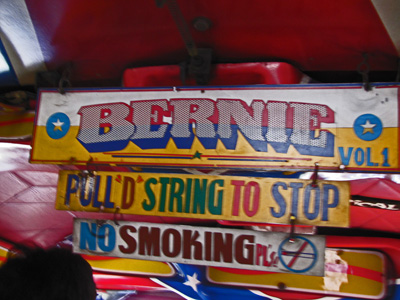 BERNIE
VOL.1
PULL "D" STRING TO STOP
NO SMOKING Pls.